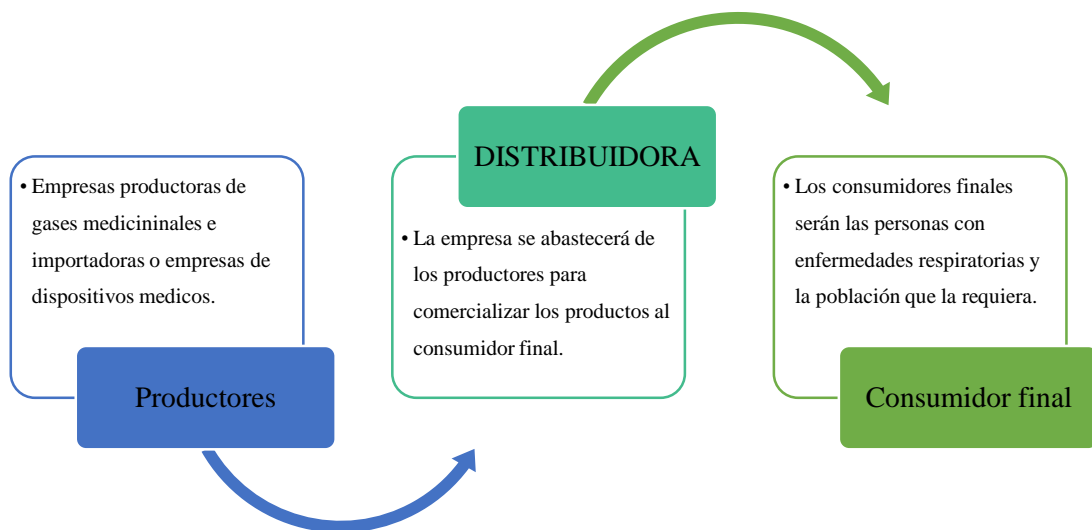 • Empresas productoras de
gases medicininales e
importadoras o empresas de
dispositivos medicos.
Productores
DISTRIBUIDORA
• La empresa se abastecerá de
los productores para
comercializar los productos al
consumidor final.
• Los consumidores finales
serán las personas con
enfermedades respiratorias y
la población que la requiera.
Consumidor final